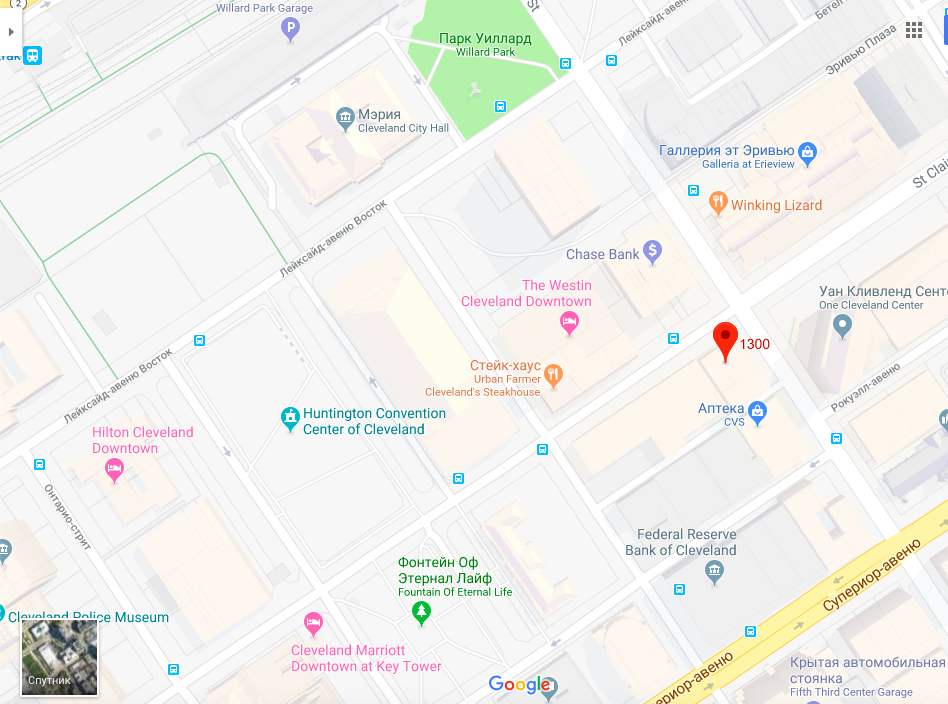 (2)
Willard Park Garage
P
Лейксайд-авеню
Парк Уиллард
Willard Park
Эривью Плаза
Мэрия
Cleveland City Hall
Галлерия эт Эривью
Galleria at Erieview
St Clai
Winking Lizard
Лейксайд-авеню Восток
Chase Bank
$
The Westin
Cleveland Downtown
Уан Кливленд Сент
One Cleveland Center
1300
Стейк-хаус
Urban Farmer
Cleveland's Steakhouse
Лейксайд-авеню Восток
Рокуэлл-авеню
Аптека
CVS
Huntington Convention
Center of Cleveland
Hilton Cleveland
Downtown
Онтарио-стрит
Federal Reserve
Bank of Cleveland
Фонтейн Оф
Этернал Лайф
Fountain Of Eternal Life
Супериор-авеню
Cleveland Police Museum
Cleveland Marriott
Downtown at Key Tower
Спутник
Google
периор-авеню
Крытая автомобильная
стоянка
Fifth Third Center Garage